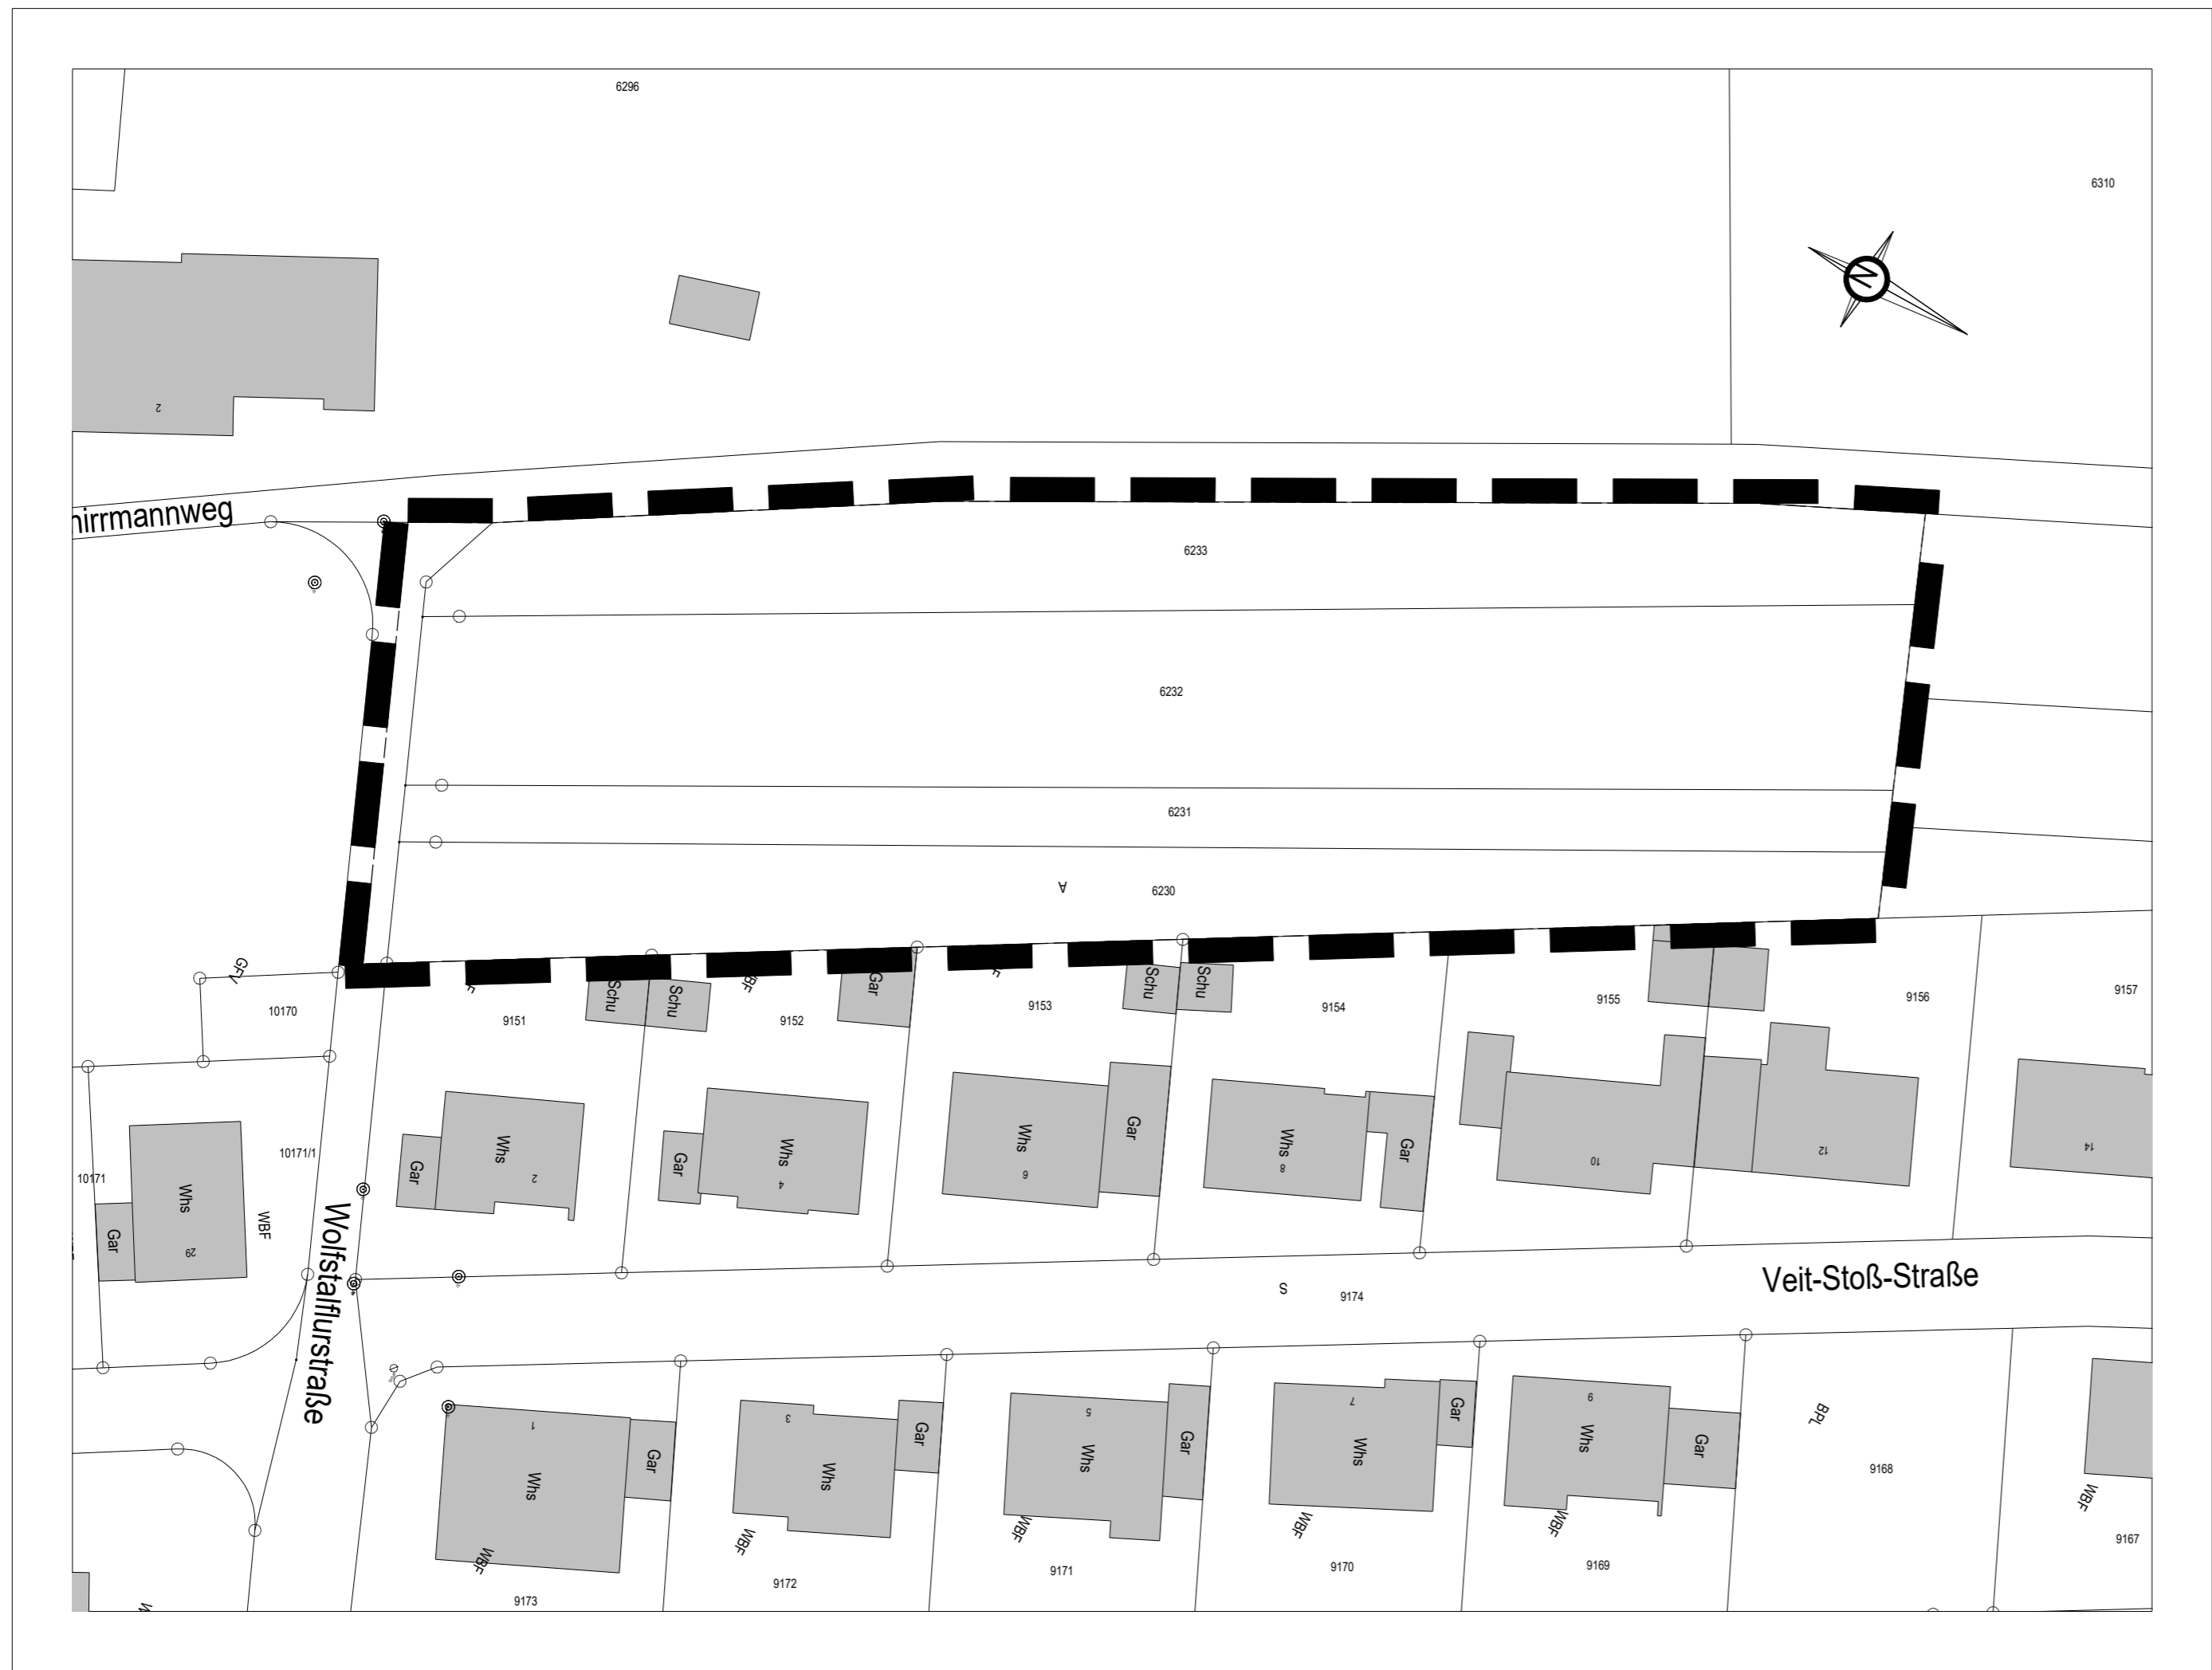 6296
6310
N
2
hirrmannweg
6233
6232
6231
A
6230
GFV
10170
9151
Schu
Schu
WBF
9152
Gar
9153
Schu
Schu
9154
9155
9156
9157
10171
10171/1
Whs
29
Gar
WBF
Wolfstalflurstraße
Gar
Whs
2
Gar
Whs
4
Whs
6
Gar
Whs
8
Gar
10
12
14
S
9174
Veit-Stoß-Straße
1
Whs
Gar
WBF
9173
3
Whs
Gar
WBF
9172
5
Whs
Gar
WBF
9171
7
Whs
Gar
WBF
9170
9
Whs
Gar
WBF
9169
BPL
9168
WBF
9167